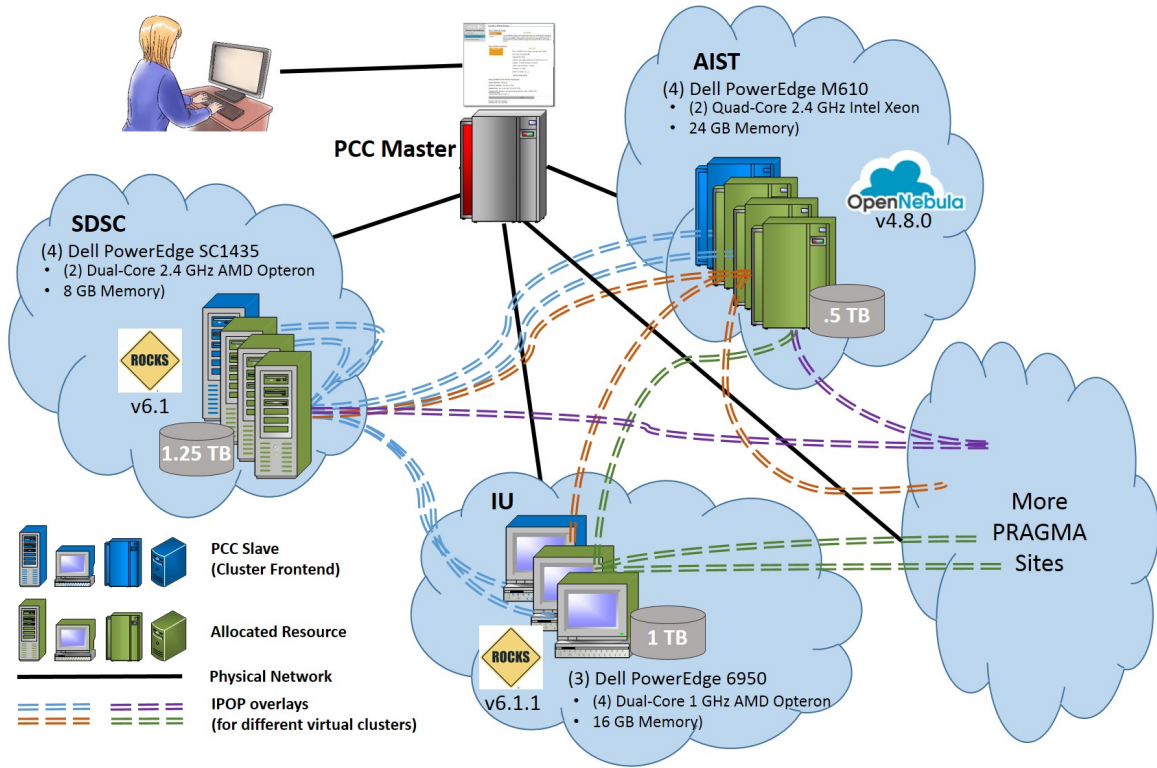 PCC Master
AIST
(4) Dell PowerEdge M610
• (2) Quad-Core 2.4 GHz Intel Xeon
• 24 GB Memory)
OpenNebula
v4.8.0
.5 TB
SDSC
(4) Dell PowerEdge SC1435
• (2) Dual-Core 2.4 GHz AMD Opteron
• 8 GB Memory)
ROCKS
v6.1
1.25 TB
IU
ROCKS
v6.1.1
1 TB
(3) Dell PowerEdge 6950
• (4) Dual-Core 1 GHz AMD Opteron
• 16 GB Memory)
More
PRAGMA
Sites
PCC Slave
(Cluster Frontend)
Allocated Resource
Physical Network
IPOP overlays
(for different virtual clusters)